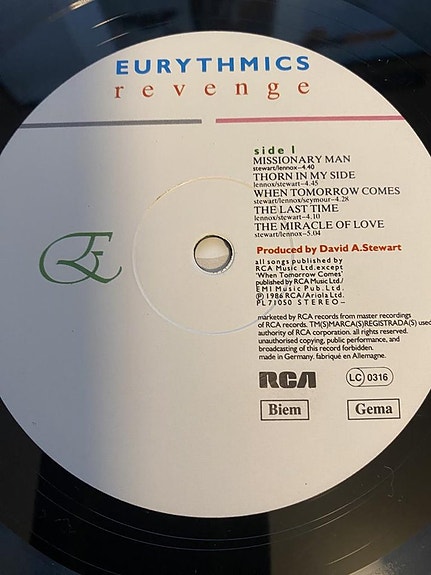 EURYTHMICS
revenge
side 1
MISSIONARY MAN
stewart/lennox–4.40
THORN IN MY SIDE
lennox/stewart–4.45
WHEN TOMORROW COMES
stewart/lennox/seymour–4.28
THE LAST TIME
lennox/stewart–4.10
THE MIRACLE OF LOVE
stewart/lennox–5.04
Produced by David A.Stewart
all songs published by
RCA Music Ltd.except
'When Tomorrow Comes'
published by RCA Music Ltd./
EMI Music Pub.Ltd.
℗ 1986 RCA/Ariola Ltd.
PL71050 STEREO–
marketed by RCA records from master recordings
of RCA records. TM(S)MARCA(S)REGISTRADA(S) used
authority of RCA corporation. all rights reserved.
unauthorised copying, public performance, and
broadcasting of this record forbidden.
made in Germany. fabriqué en Allemagne.
RCA
LC 0316
Biem
Gema